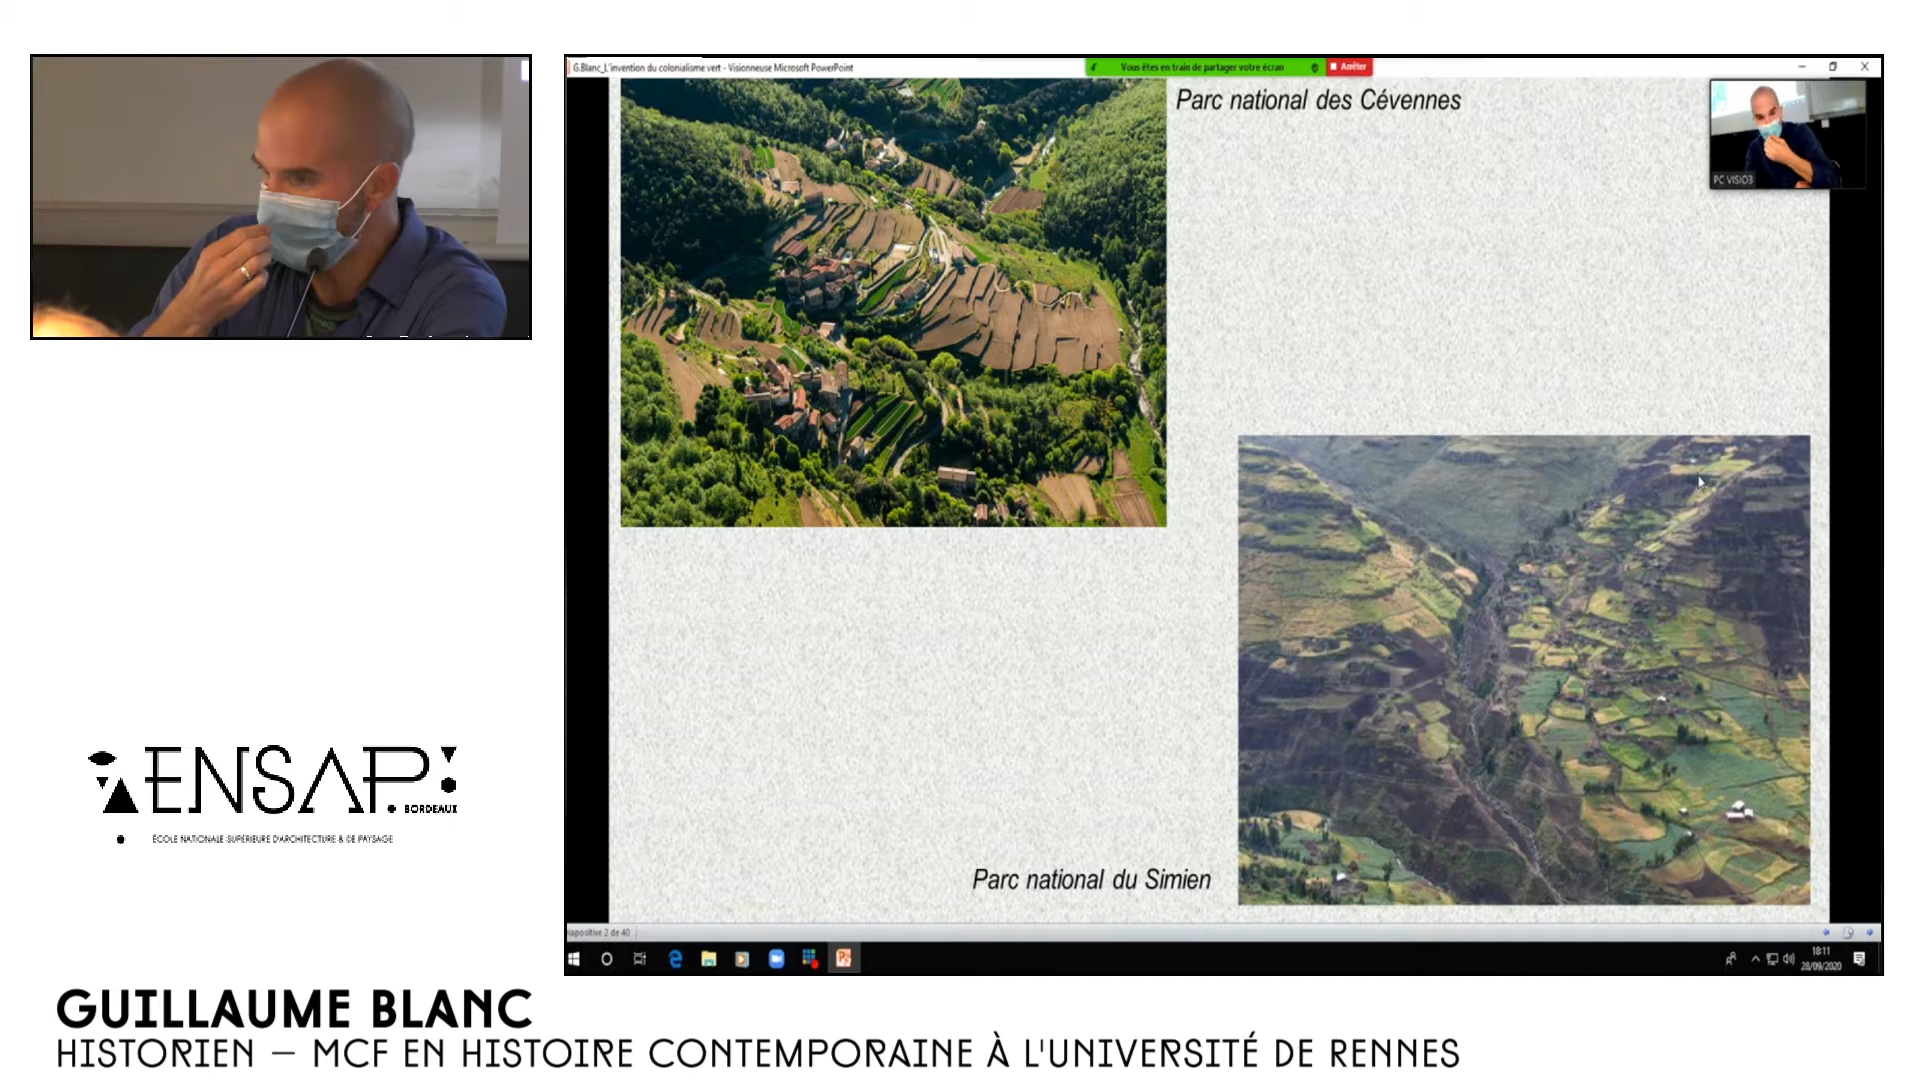 G.Blanc_L'invention du colonialisme vert - Visionneuse Microsoft PowerPoint
Vous êtes en train de partager votre écran
Arrêter
Parc national des Cévennes
PC VISIO3
Parc national du Simien
iapositive 2 de 40
18:11
28/09/2020
ENSAP
BORDEAUX
ÉCOLE NATIONALE SUPÉRIEURE D'ARCHITECTURE & DE PAYSAGE
GUILLAUME BLANC
HISTORIEN – MCF EN HISTOIRE CONTEMPORAINE À L'UNIVERSITÉ DE RENNES